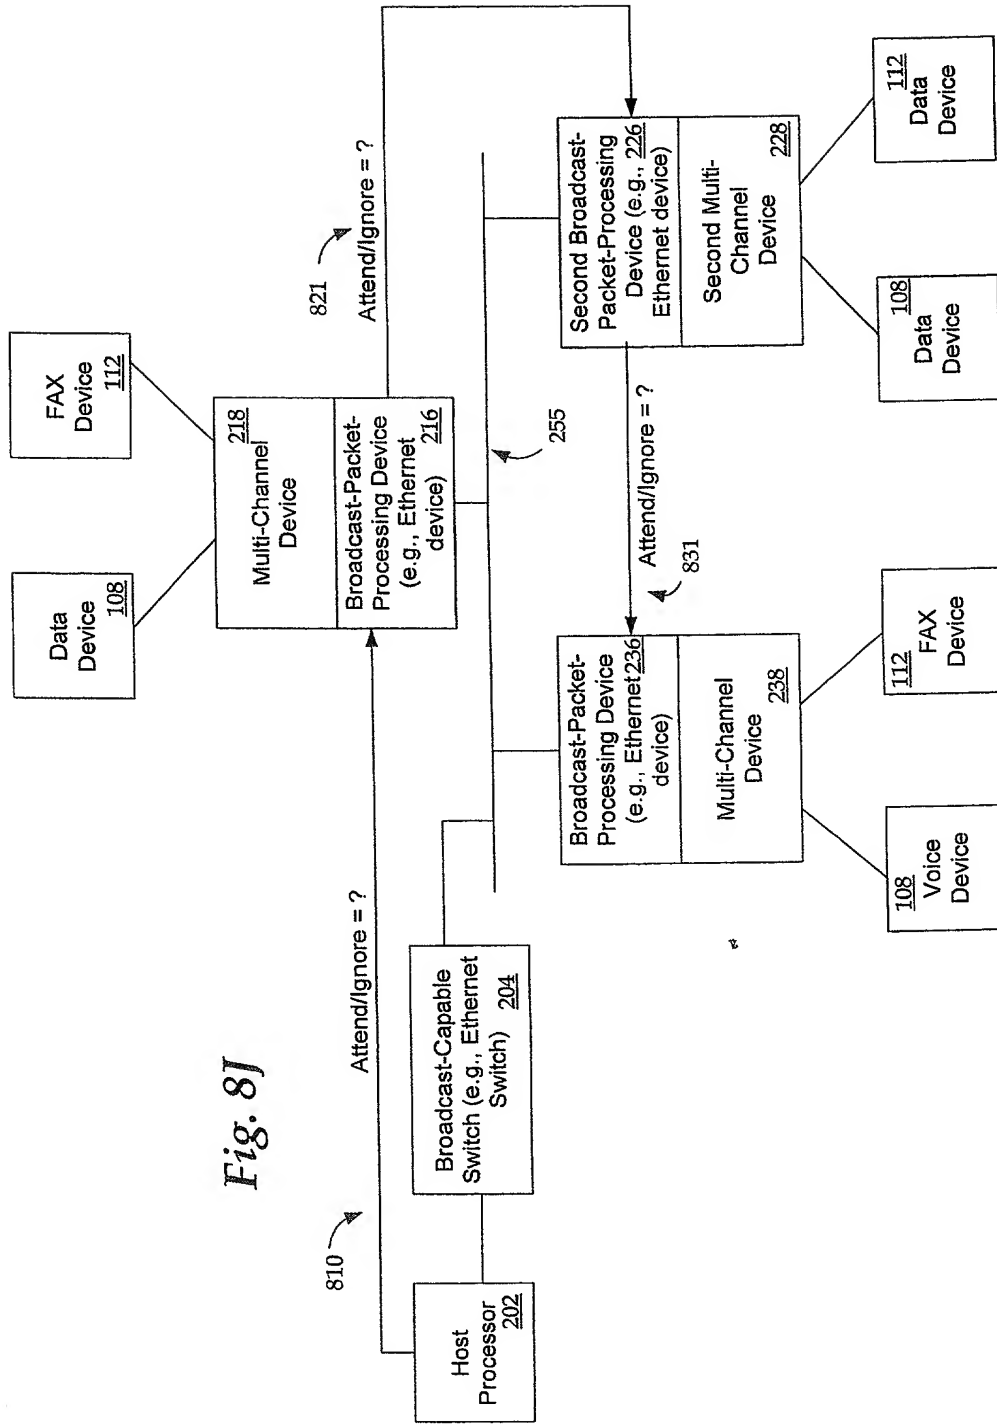 Fig. 8J
Host
Processor
202
810
Attend/Ignore = ?
Broadcast-Capable
Switch (e.g., Ethernet
Switch) 204
Data
Device
108
FAX
Device
112
218
Multi-Channel
Device
Broadcast-Packet-
Processing Device
(e.g., Ethernet 216
device)
821
Attend/Ignore = ?
255
Broadcast-Packet-
Processing Device
(e.g., Ethernet 236
device)
Multi-Channel
Device 238
831
Attend/Ignore = ?
Second Broadcast-
Packet-Processing
Device (e.g., 226
Ethernet device)
Second Multi-
Channel 228
Device
108
Voice
Device
112
FAX
Device
108
Data
Device
112
Data
Device